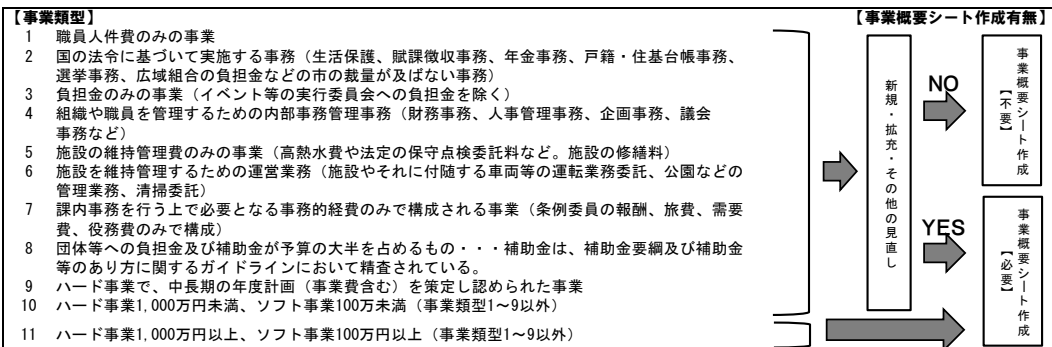 【事業類型】
【事業概要シート作成有無】
1 職員人件費のみの事業
2 国の法令に基づいて実施する事務（生活保護、賦課徴収事務、年金事務、戸籍・住基台帳事務、
選挙事務、広域組合の負担金などの市の裁量が及ばない事務）
3 負担金のみの事業（イベント等の実行委員会への負担金を除く）
4 組織や職員を管理するための内部事務管理事務（財務事務、人事管理事務、企画事務、議会
事務など）
5 施設の維持管理費のみの事業（高熱水費や法定の保守点検委託料など。施設の修繕料）
6 施設を維持管理するための運営業務（施設やそれに付随する車両等の運転業務委託、公園などの
管理業務、清掃委託）
7 課内事務を行う上で必要となる事務的経費のみで構成される事業（条例委員の報酬、旅費、需要
費、役務費のみで構成）
8 団体等への負担金及び補助金が予算の大半を占めるもの・・・補助金は、補助金要綱及び補助金
等のあり方に関するガイドラインにおいて精査されている。
9 ハード事業で、中長期の年度計画（事業費含む）を策定し認められた事業
10 ハード事業1,000万円未満、ソフト事業100万未満（事業類型1～9以外）
11 ハード事業1,000万円以上、ソフト事業100万円以上（事業類型1～9以外）
新規・拡充・その他の見直し
NO
事業概要シート作成
【不要】
YES
事業概要シート作成
【必要】